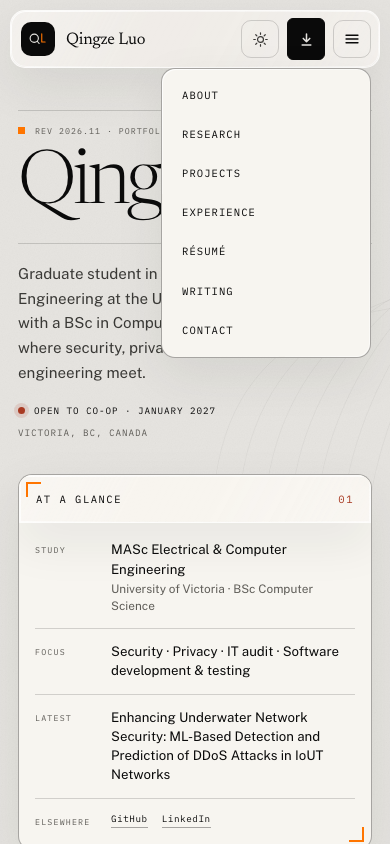 QL
Qingze Luo
ABOUT
RESEARCH
PROJECTS
EXPERIENCE
RÉSUMÉ
WRITING
CONTACT
REV 2026.11 · PORTFOL
Qing
Graduate student in
Engineering at the U
with a BSc in Compu
where security, priva
engineering meet.
OPEN TO CO-OP · JANUARY 2027
VICTORIA, BC, CANADA
AT A GLANCE 01
STUDY MASc Electrical & Computer
Engineering
University of Victoria · BSc Computer
Science
FOCUS Security · Privacy · IT audit · Software
development & testing
LATEST Enhancing Underwater Network
Security: ML-Based Detection and
Prediction of DDoS Attacks in IoUT
Networks
ELSEWHERE GitHub LinkedIn